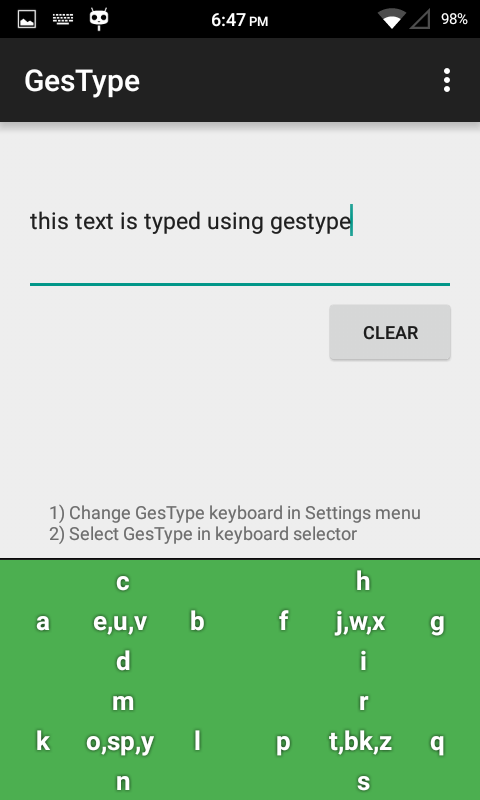 6:47 PM 98%
GesType
this text is typed using gestype
CLEAR
1) Change GesType keyboard in Settings menu
2) Select GesType in keyboard selector
c h
a e,u,v b f j,w,x g
d i
m r
k o,sp,y l p t,bk,z q
n s